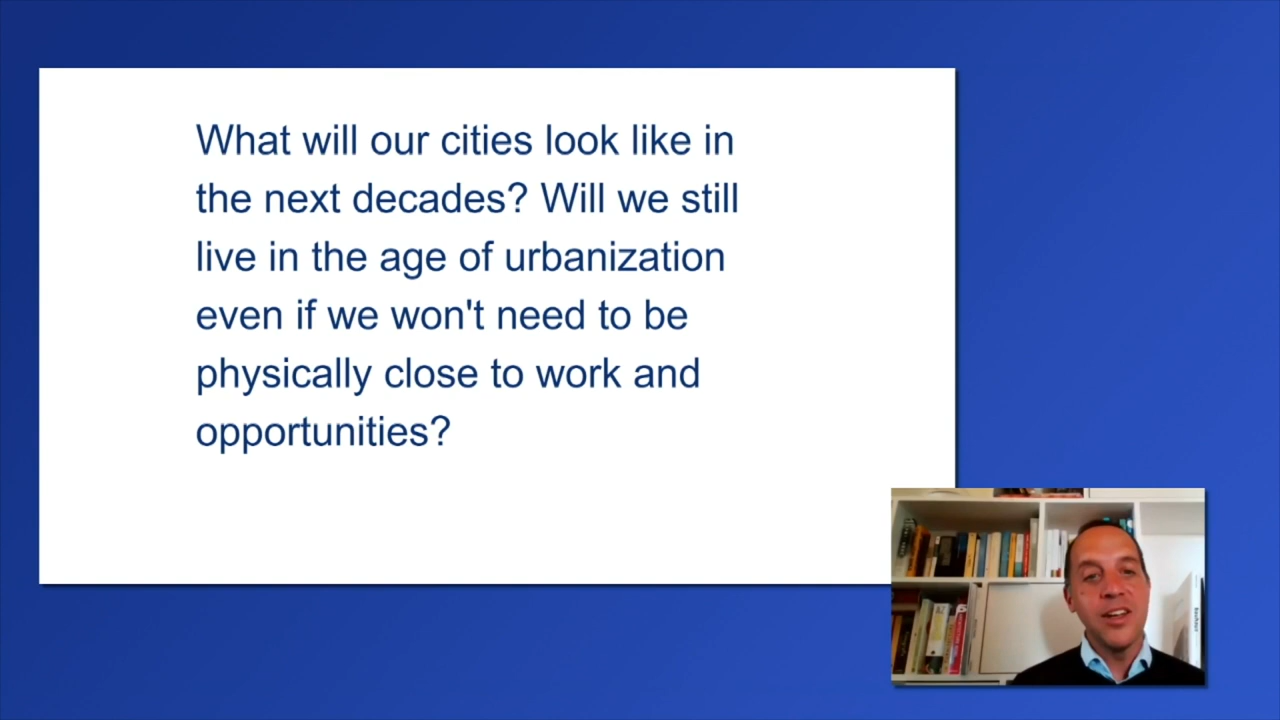 What will our cities look like in
the next decades? Will we still
live in the age of urbanization
even if we won't need to be
physically close to work and
opportunities?